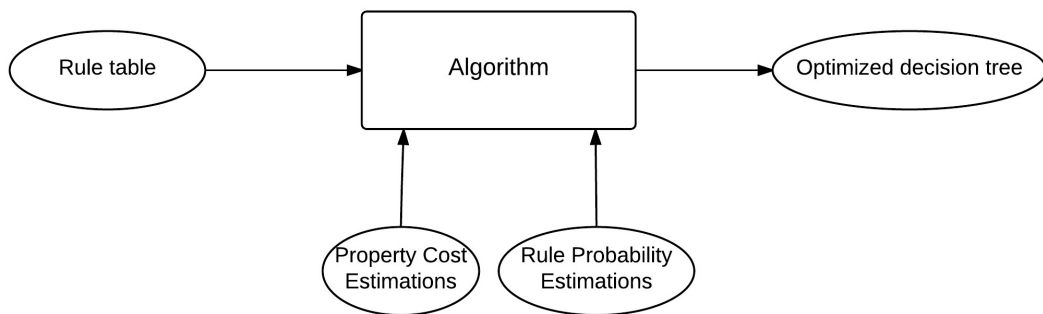 Rule table
Algorithm
Optimized decision tree
Property Cost
Estimations
Rule Probability
Estimations